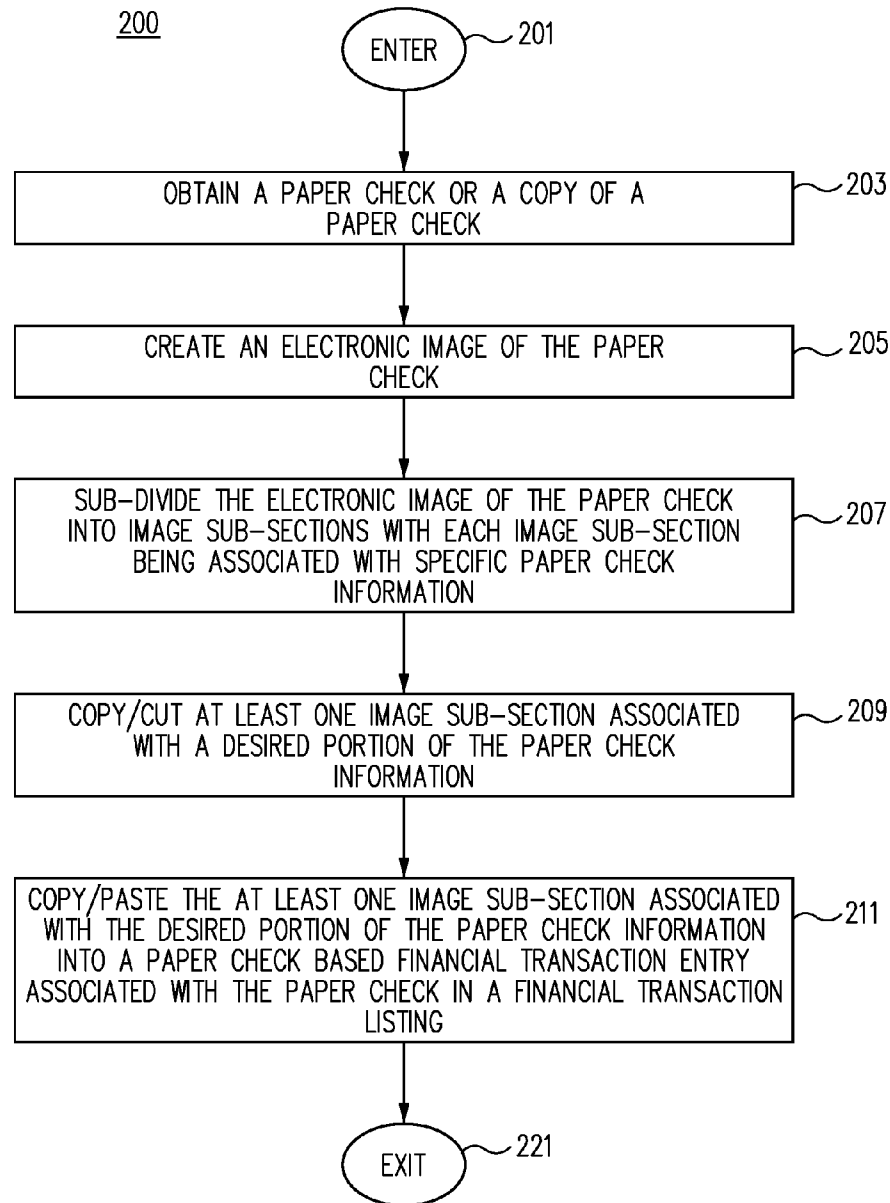 200
ENTER
201
OBTAIN A PAPER CHECK OR A COPY OF A
PAPER CHECK
203
CREATE AN ELECTRONIC IMAGE OF THE PAPER
CHECK
205
SUB-DIVIDE THE ELECTRONIC IMAGE OF THE PAPER CHECK
INTO IMAGE SUB-SECTIONS WITH EACH IMAGE SUB-SECTION
BEING ASSOCIATED WITH SPECIFIC PAPER CHECK
INFORMATION
207
COPY/CUT AT LEAST ONE IMAGE SUB-SECTION ASSOCIATED
WITH A DESIRED PORTION OF THE PAPER CHECK
INFORMATION
209
COPY/PASTE THE AT LEAST ONE IMAGE SUB-SECTION ASSOCIATED
WITH THE DESIRED PORTION OF THE PAPER CHECK INFORMATION
INTO A PAPER CHECK BASED FINANCIAL TRANSACTION ENTRY
ASSOCIATED WITH THE PAPER CHECK IN A FINANCIAL TRANSACTION
LISTING
211
EXIT
221